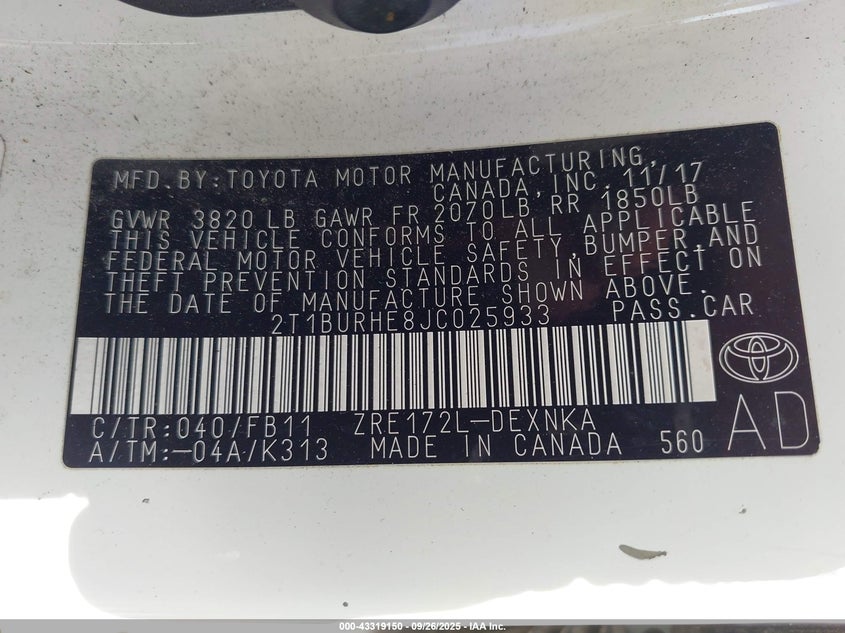 MFD.BY:TOYOTA MOTOR MANUFACTURING,
CANADA,INC. 11/17
GVWR 3820 LB GAWR FR 2070LB RR 1850LB
THIS VEHICLE CONFORMS TO ALL APPLICABLE
FEDERAL MOTOR VEHICLE SAFETY,BUMPER,AND
THEFT PREVENTION STANDARDS IN EFFECT ON
THE DATE OF MANUFACTURE SHOWN ABOVE.
2T1BURHE8JC025933 PASS.CAR
C/TR:040/FB11 ZRE172L-DEXNKA
A/TM:-04A/K313 MADE IN CANADA 560
AD
000-43319150 - 09/26/2025 - IAA Inc.